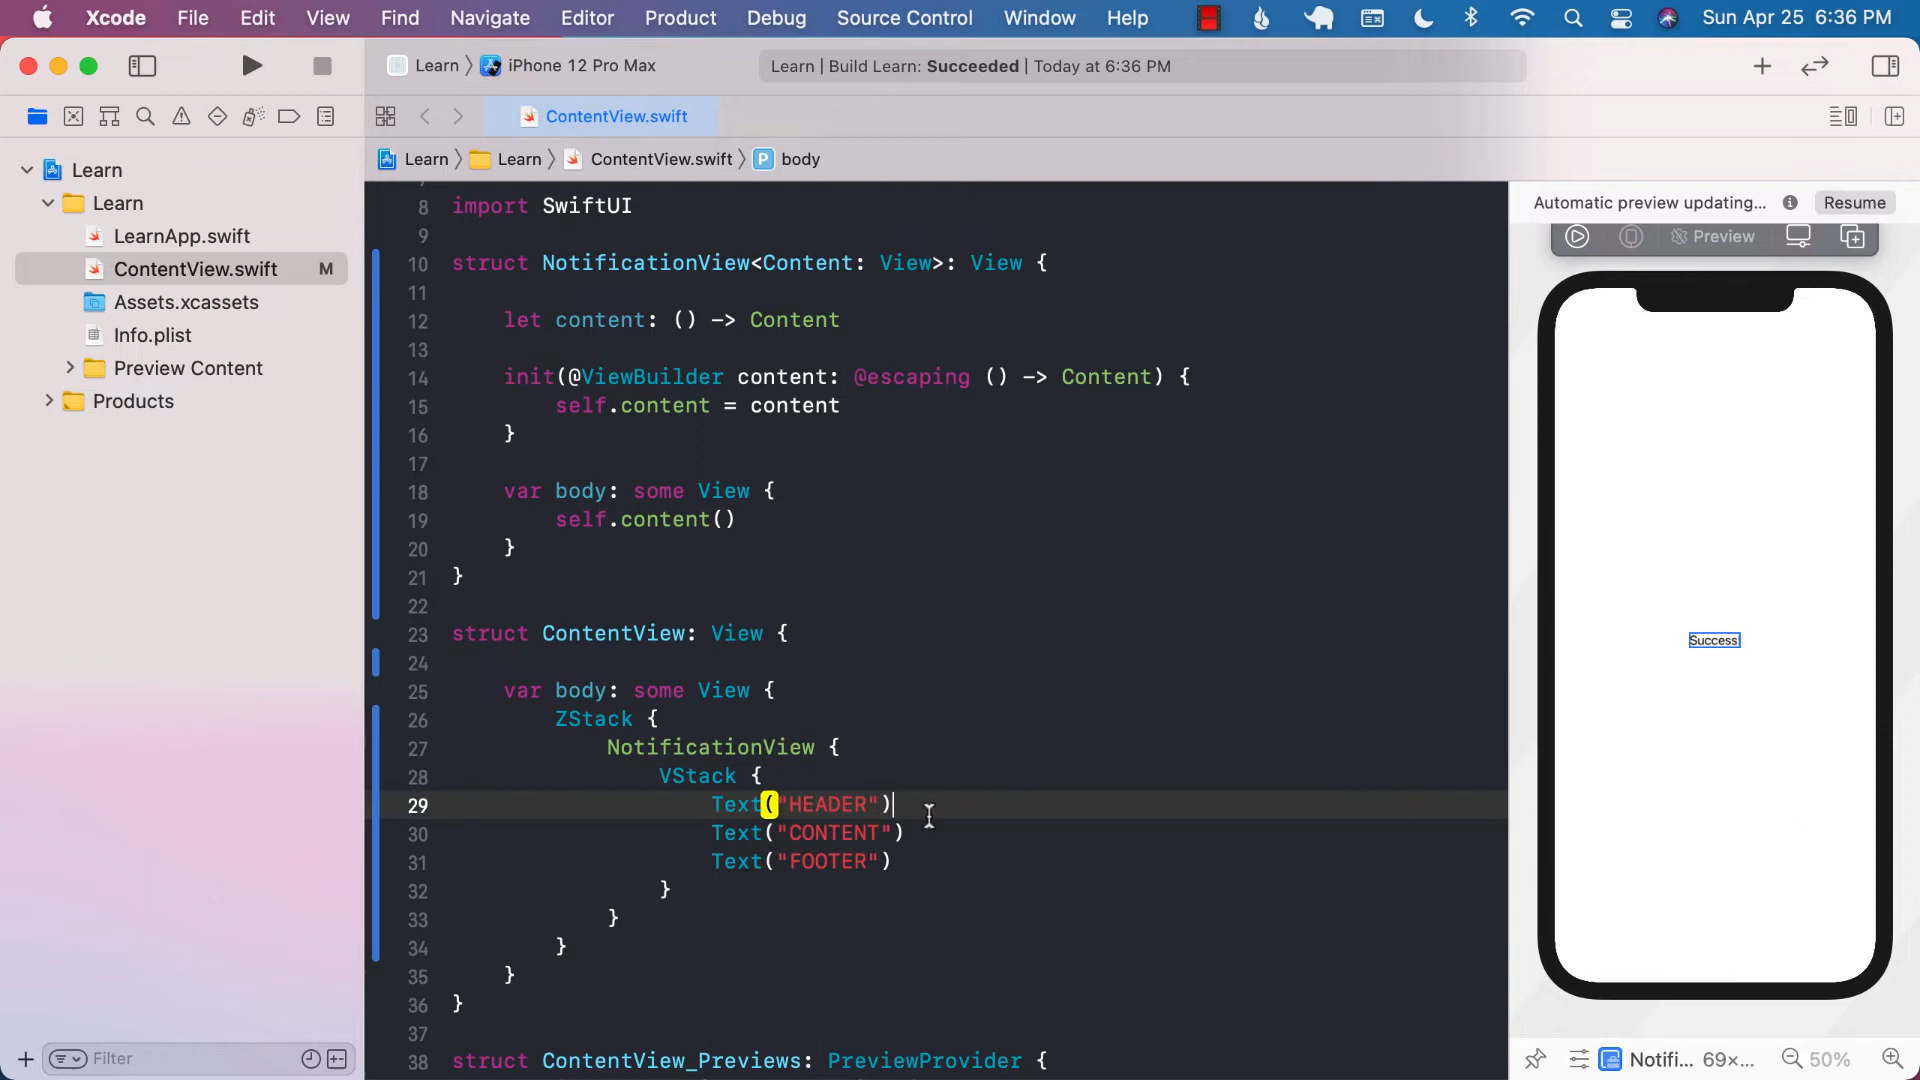 Xcode File Edit View Find Navigate Editor Product Debug Source Control Window Help Sun Apr 25 6:36 PM
Learn iPhone 12 Pro Max Learn | Build Learn: Succeeded | Today at 6:36 PM
ContentView.swift
Learn Learn ContentView.swift P body
Learn
Learn
LearnApp.swift
ContentView.swift M
Assets.xcassets
Info.plist
Preview Content
Products
Filter
8 import SwiftUI
9
10 struct NotificationView<Content: View>: View {
11
12 let content: () -> Content
13
14 init(@ViewBuilder content: @escaping () -> Content) {
15 self.content = content
16 }
17
18 var body: some View {
19 self.content()
20 }
21 }
22
23 struct ContentView: View {
24
25 var body: some View {
26 ZStack {
27 NotificationView {
28 VStack {
29 Text("HEADER")
30 Text("CONTENT")
31 Text("FOOTER")
32 }
33 }
34 }
35 }
36 }
37
38 struct ContentView_Previews: PreviewProvider {
Automatic preview updating... Resume
Preview
Success!
Notifi... 69×... 50%